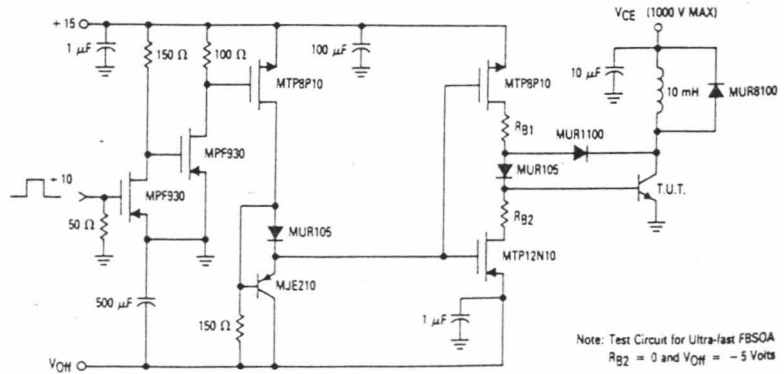 V_CE (1000 V MAX)
+ 15
1 μF
150 Ω
100 Ω
MTP8P10
100 μF
MTP8P10
10 μF
10 mH
MUR8100
R_B1
MUR1100
MPF930
+ 10
MPF930
MUR105
T.U.T.
50 Ω
R_B2
MUR105
MTP12N10
500 μF
MJE210
150 Ω
1 μF
V_Off
Note: Test Circuit for Ultra-fast FBSOA
R_B2 = 0 and V_Off = – 5 Volts